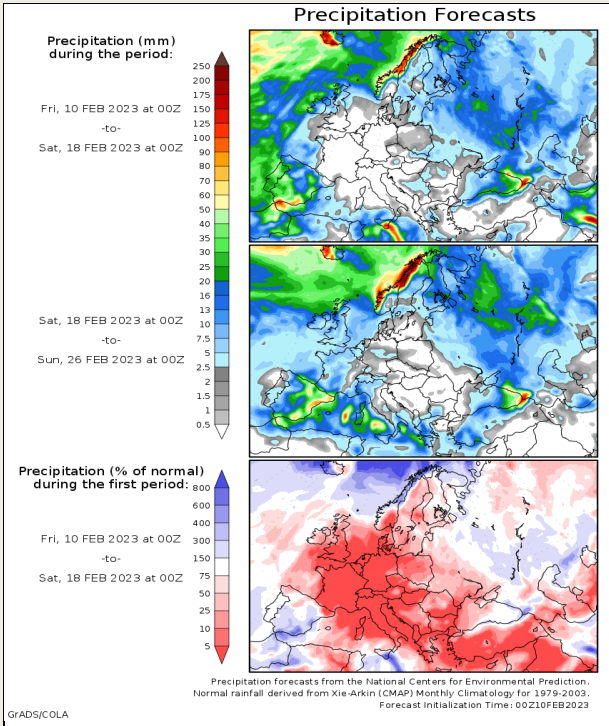 Precipitation Forecasts
Precipitation (mm)
during the period:
Fri, 10 FEB 2023 at 00Z
-to-
Sat, 18 FEB 2023 at 00Z
250
200
175
150
125
100
90
80
70
60
50
40
35
30
25
20
16
13
10
7.5
5
2.5
2
1.5
1
0.5
Sat, 18 FEB 2023 at 00Z
-to-
Sun, 26 FEB 2023 at 00Z
Precipitation (% of normal)
during the first period:
Fri, 10 FEB 2023 at 00Z
-to-
Sat, 18 FEB 2023 at 00Z
800
600
400
300
150
75
50
25
10
5
Precipitation forecasts from the National Centers for Environmental Prediction.
Normal rainfall derived from Xie-Arkin (CMAP) Monthly Climatology for 1979-2003.
Forecast Initialization Time: 00Z10FEB2023
GrADS/COLA